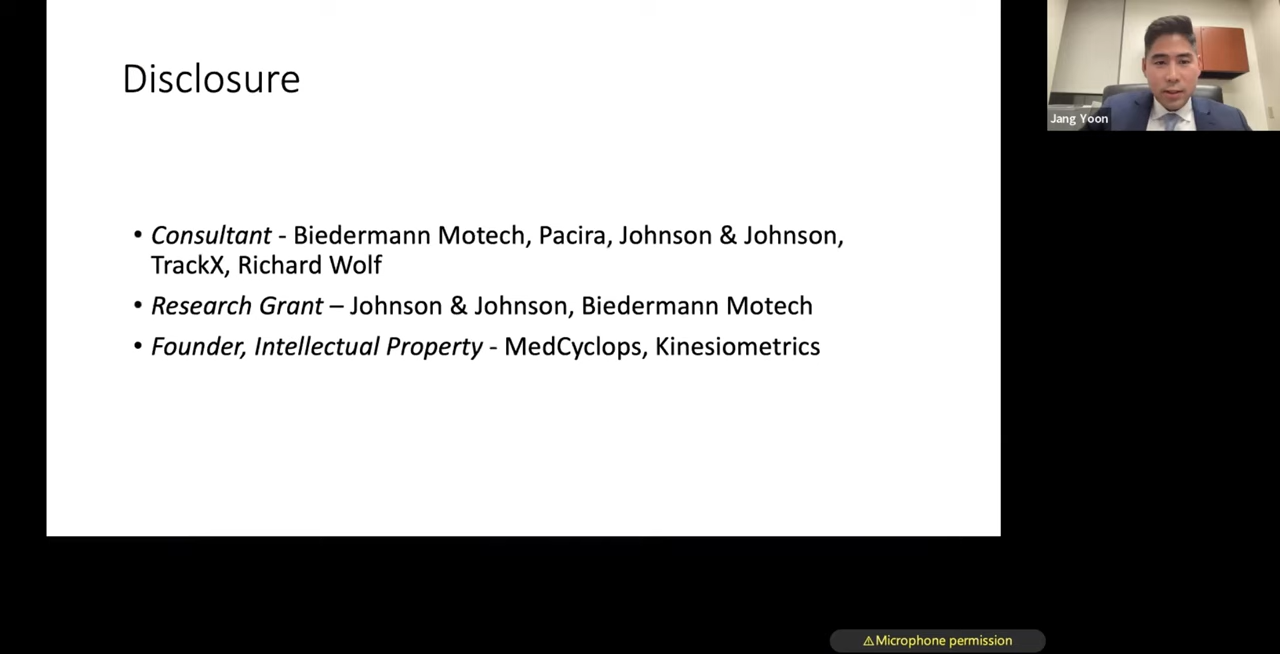 Disclosure
• Consultant - Biedermann Motech, Pacira, Johnson & Johnson,
TrackX, Richard Wolf
• Research Grant – Johnson & Johnson, Biedermann Motech
• Founder, Intellectual Property - MedCyclops, Kinesiometrics
Jang Yoon
⚠Microphone permission